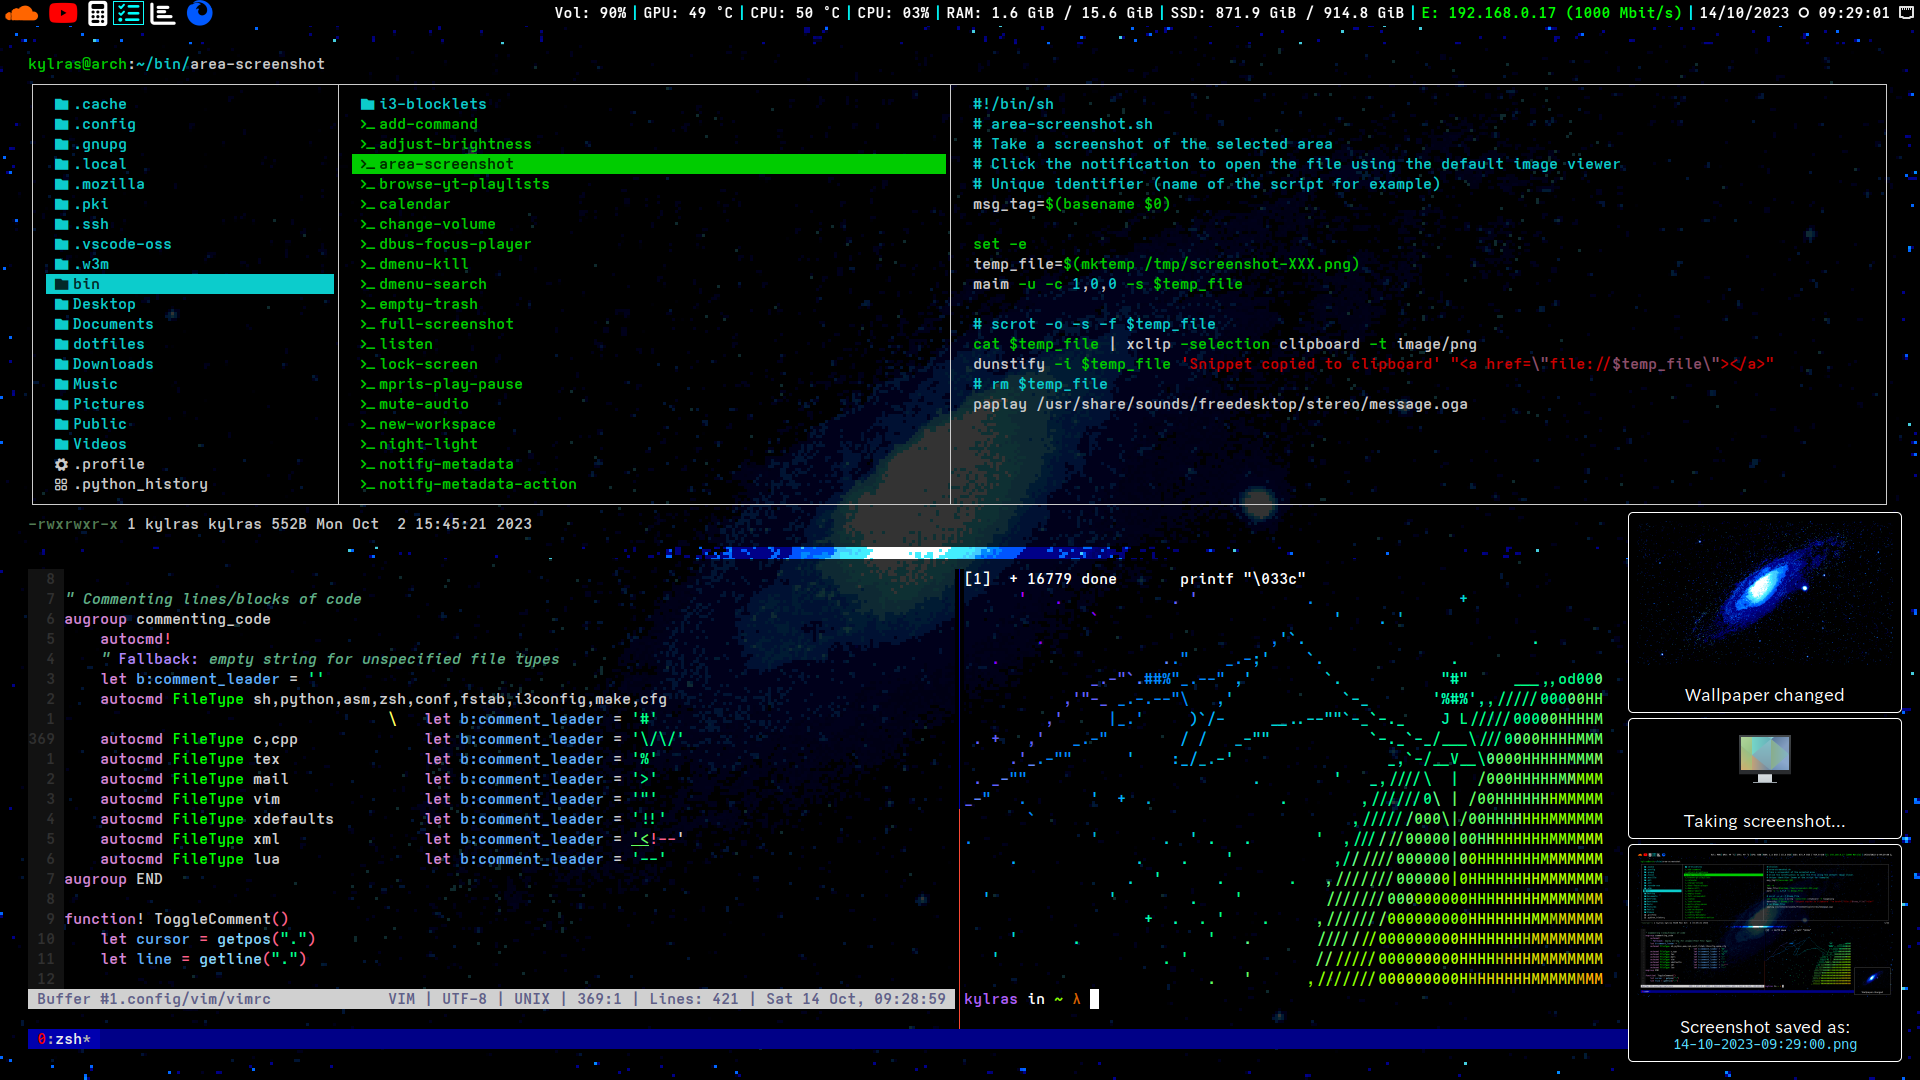 Vol: 90% | GPU: 49 °C | CPU: 50 °C | CPU: 03% | RAM: 1.6 GiB / 15.6 GiB | SSD: 871.9 GiB / 914.8 GiB | E: 192.168.0.17 (1000 Mbit/s) | 14/10/2023 09:29:01
kylras@arch:~/bin/area-screenshot
.cache
.config
.gnupg
.local
.mozilla
.pki
.ssh
.vscode-oss
.w3m
bin
Desktop
Documents
dotfiles
Downloads
Music
Pictures
Public
Videos
.profile
.python_history
i3-blocklets
>_ add-command
>_ adjust-brightness
>_ area-screenshot
>_ browse-yt-playlists
>_ calendar
>_ change-volume
>_ dbus-focus-player
>_ dmenu-kill
>_ dmenu-search
>_ empty-trash
>_ full-screenshot
>_ listen
>_ lock-screen
>_ mpris-play-pause
>_ mute-audio
>_ new-workspace
>_ night-light
>_ notify-metadata
>_ notify-metadata-action
#!/bin/sh
# area-screenshot.sh
# Take a screenshot of the selected area
# Click the notification to open the file using the default image viewer
# Unique identifier (name of the script for example)
msg_tag=$(basename $0)
set -e
temp_file=$(mktemp /tmp/screenshot-XXX.png)
maim -u -c 1,0,0 -s $temp_file
# scrot -o -s -f $temp_file
cat $temp_file | xclip -selection clipboard -t image/png
dunstify -i $temp_file 'Snippet copied to clipboard' "<a href=\"file://$temp_file\"></a>"
# rm $temp_file
paplay /usr/share/sounds/freedesktop/stereo/message.oga
-rwxrwxr-x 1 kylras kylras 552B Mon Oct  2 15:45:21 2023
8
7 " Commenting lines/blocks of code
6 augroup commenting_code
5     autocmd!
4     " Fallback: empty string for unspecified file types
3     let b:comment_leader = ''
2     autocmd FileType sh,python,asm,zsh,conf,fstab,i3config,make,cfg
1                                     \   let b:comment_leader = '#'
369     autocmd FileType c,cpp              let b:comment_leader = '\/\/'
1     autocmd FileType tex                let b:comment_leader = '%'
2     autocmd FileType mail               let b:comment_leader = '>'
3     autocmd FileType vim                let b:comment_leader = '"'
4     autocmd FileType xdefaults          let b:comment_leader = '!!'
5     autocmd FileType xml                let b:comment_leader = '<!--'
6     autocmd FileType lua                let b:comment_leader = '--'
7 augroup END
8
9 function! ToggleComment()
10     let cursor = getpos(".")
11     let line = getline(".")
12
Buffer #1.config/vim/vimrc VIM | UTF-8 | UNIX | 369:1 | Lines: 421 | Sat 14 Oct, 09:28:59
[1]  + 16779 done       printf "\033c"
kylras in ~ λ
0:zsh*
Wallpaper changed
Taking screenshot...
Screenshot saved as:
14-10-2023-09:29:00.png